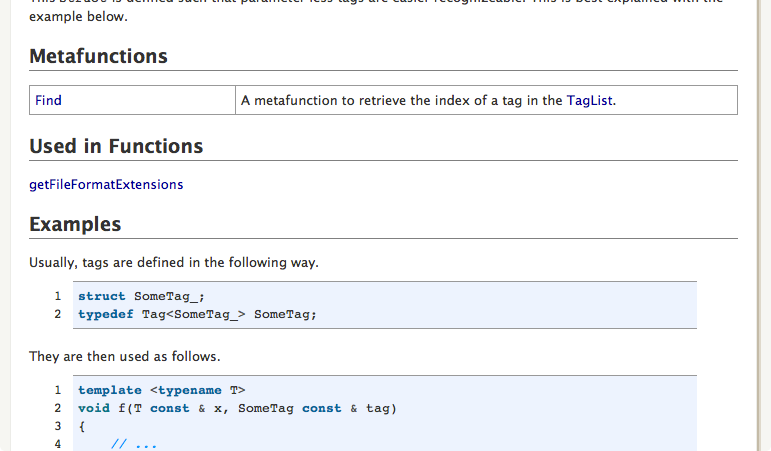 example below.
Metafunctions
Find A metafunction to retrieve the index of a tag in the TagList.
Used in Functions
getFileFormatExtensions
Examples
Usually, tags are defined in the following way.
1 struct SomeTag_;
2 typedef Tag<SomeTag_> SomeTag;
They are then used as follows.
1 template <typename T>
2 void f(T const & x, SomeTag const & tag)
3 {
4 // ...